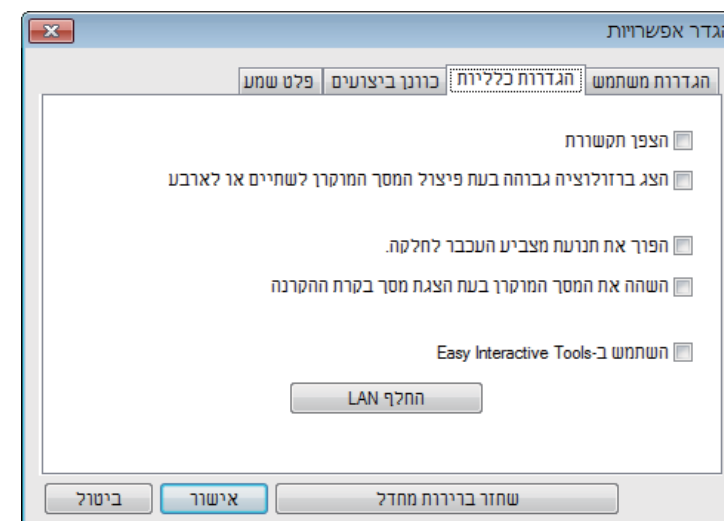 הגדר אפשרויות
הגדרות משתמש הגדרות כלליות כוונן ביצועים פלט שמע
הצפן תקשורת
הצג ברזולוציה גבוהה בעת פיצול המסך המוקרן לשתיים או לארבע
הפוך את תנועת מצביע העכבר לחלקה.
השהה את המסך המוקרן בעת הצגת מסך בקרת ההקרנה
השתמש ב-Easy Interactive Tools
החלף LAN
שחזר ברירות מחדל אישור ביטול